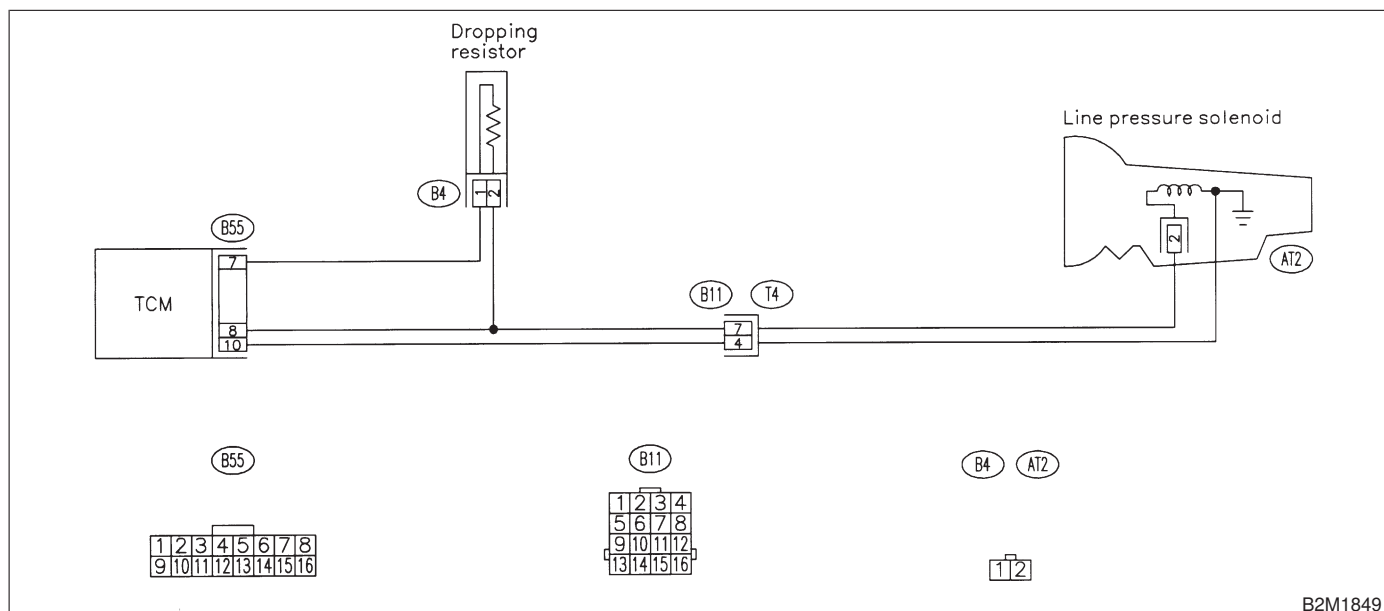 Dropping
resistor
Line pressure solenoid
B4
1 2
B55
7
TCM
8
10
B11
T4
7
4
2
AT2
B55
1 2 3 4 5 6 7 8
9 10 11 12 13 14 15 16
B11
1 2 3 4
5 6 7 8
9 10 11 12
13 14 15 16
B4 AT2
1 2
B2M1849